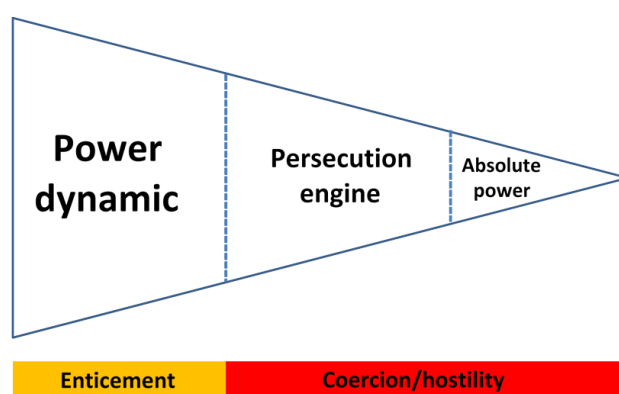 Power
dynamic
Persecution
engine
Absolute
power
Enticement
Coercion/hostility